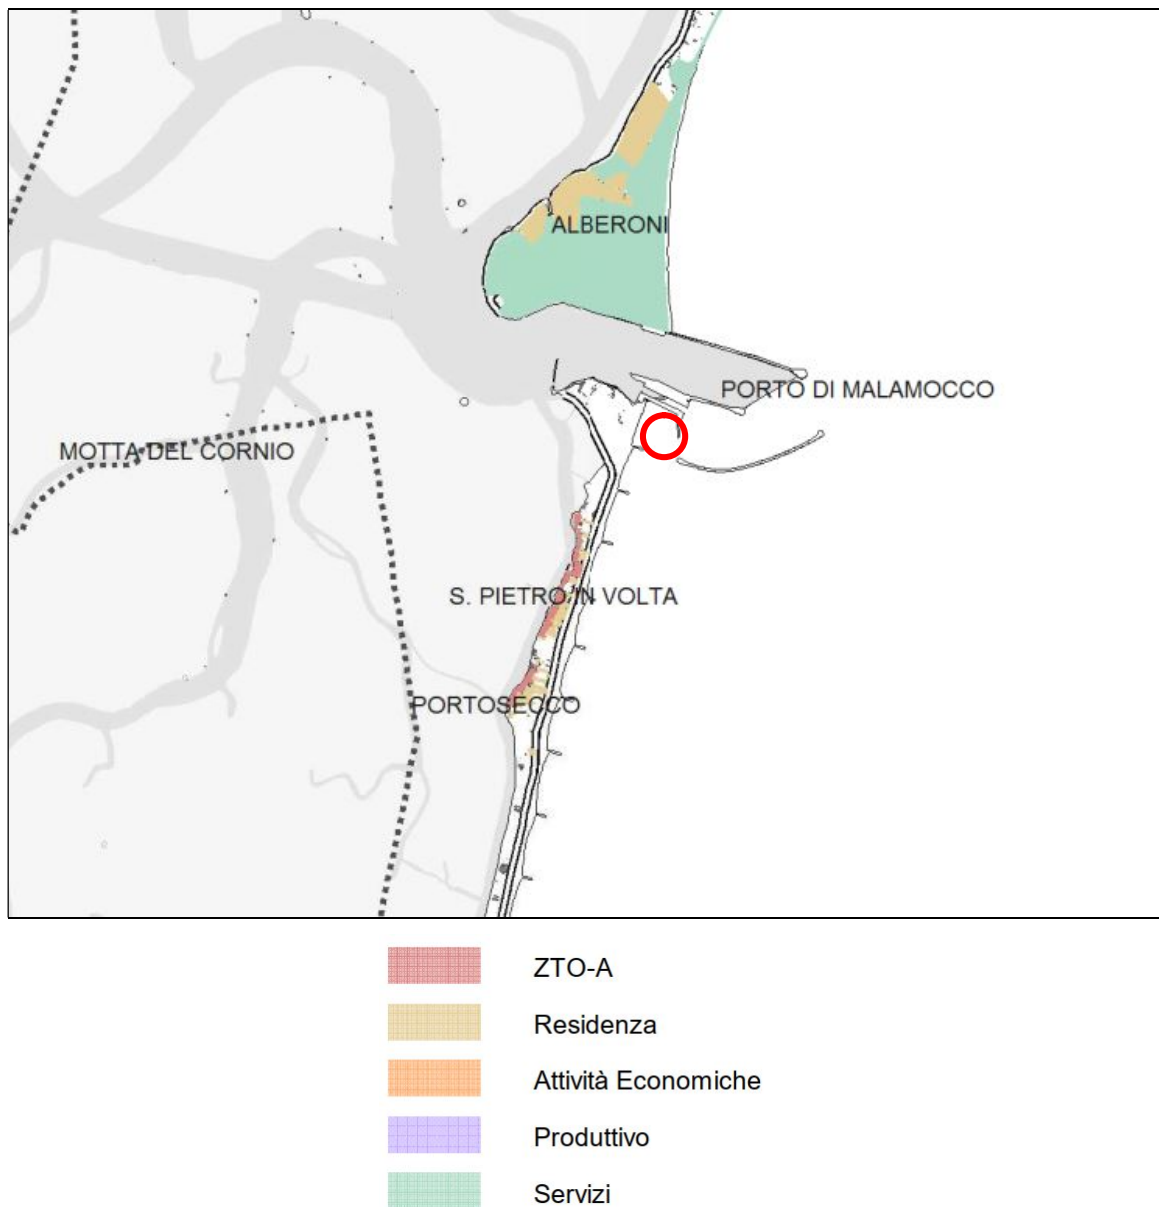 ALBERONI
PORTO DI MALAMOCCO
MOTTA DEL CORNIO
S. PIETRO IN VOLTA
PORTOSECCO
ZTO-A
Residenza
Attività Economiche
Produttivo
Servizi